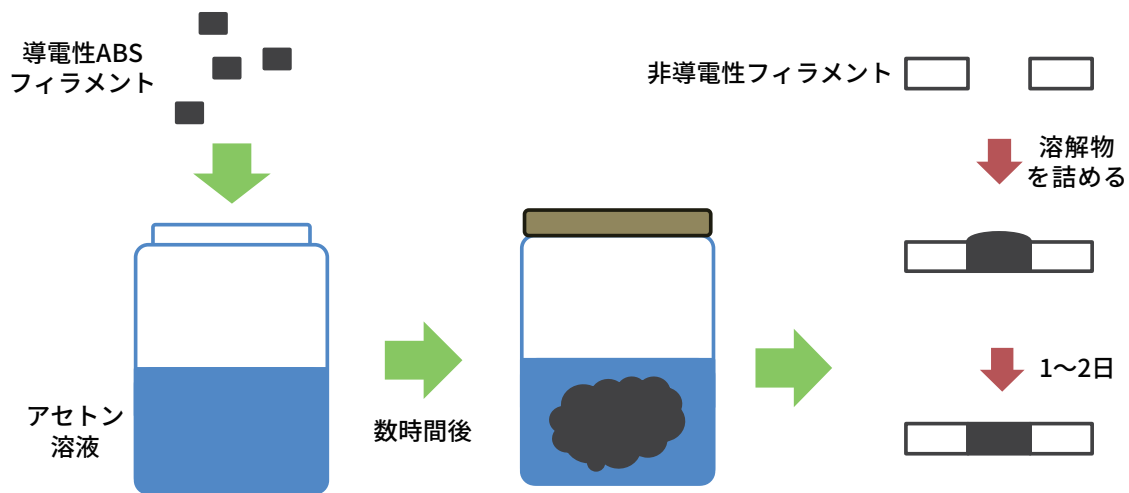 導電性ABS
フィラメント
アセトン
溶液
数時間後
非導電性フィラメント
溶解物
を詰める
1〜2日